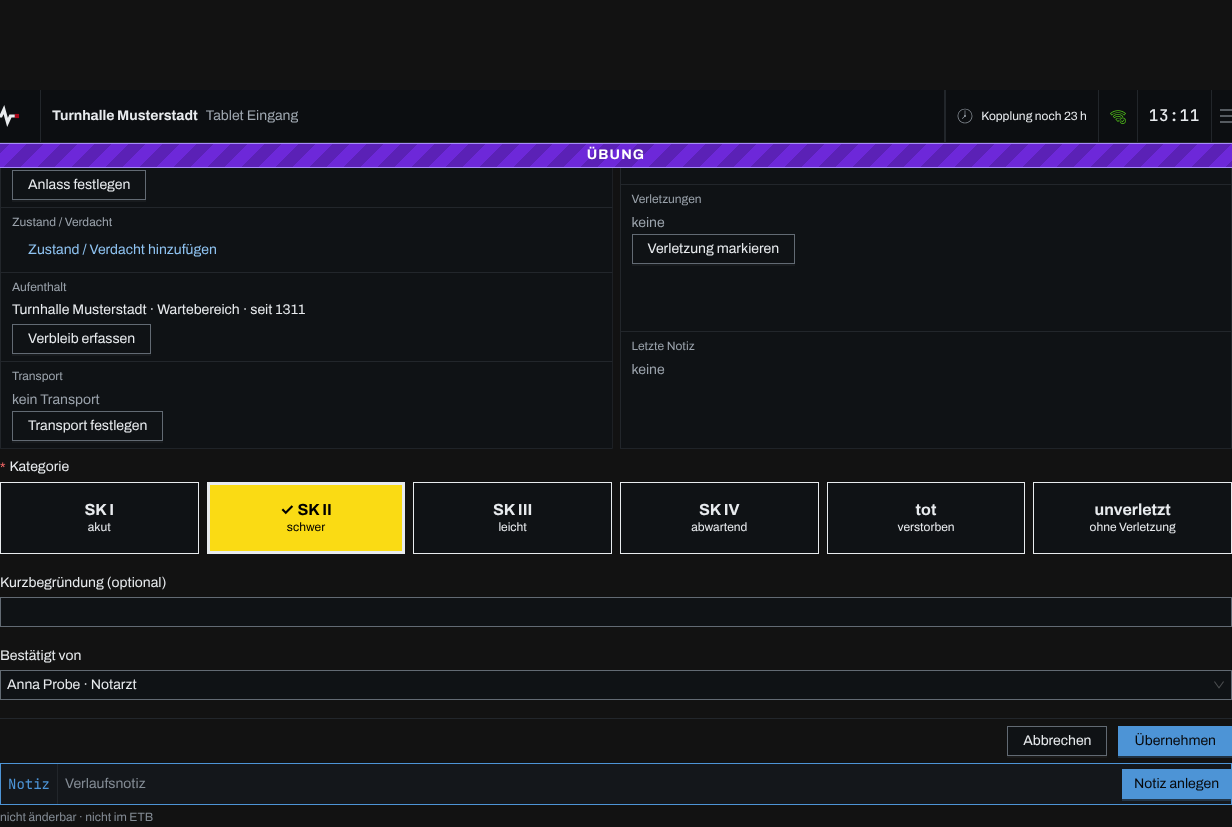 Turnhalle Musterstadt Tablet Eingang
Kopplung noch 23 h
13:11
ÜBUNG
Anlass festlegen
Zustand / Verdacht
Zustand / Verdacht hinzufügen
Aufenthalt
Turnhalle Musterstadt · Wartebereich · seit 1311
Verbleib erfassen
Transport
kein Transport
Transport festlegen
Verletzungen
keine
Verletzung markieren
Letzte Notiz
keine
* Kategorie
SK I
akut
SK II
schwer
SK III
leicht
SK IV
abwartend
tot
verstorben
unverletzt
ohne Verletzung
Kurzbegründung (optional)
Bestätigt von
Anna Probe · Notarzt
Abbrechen
Übernehmen
Notiz
Verlaufsnotiz
Notiz anlegen
nicht änderbar · nicht im ETB